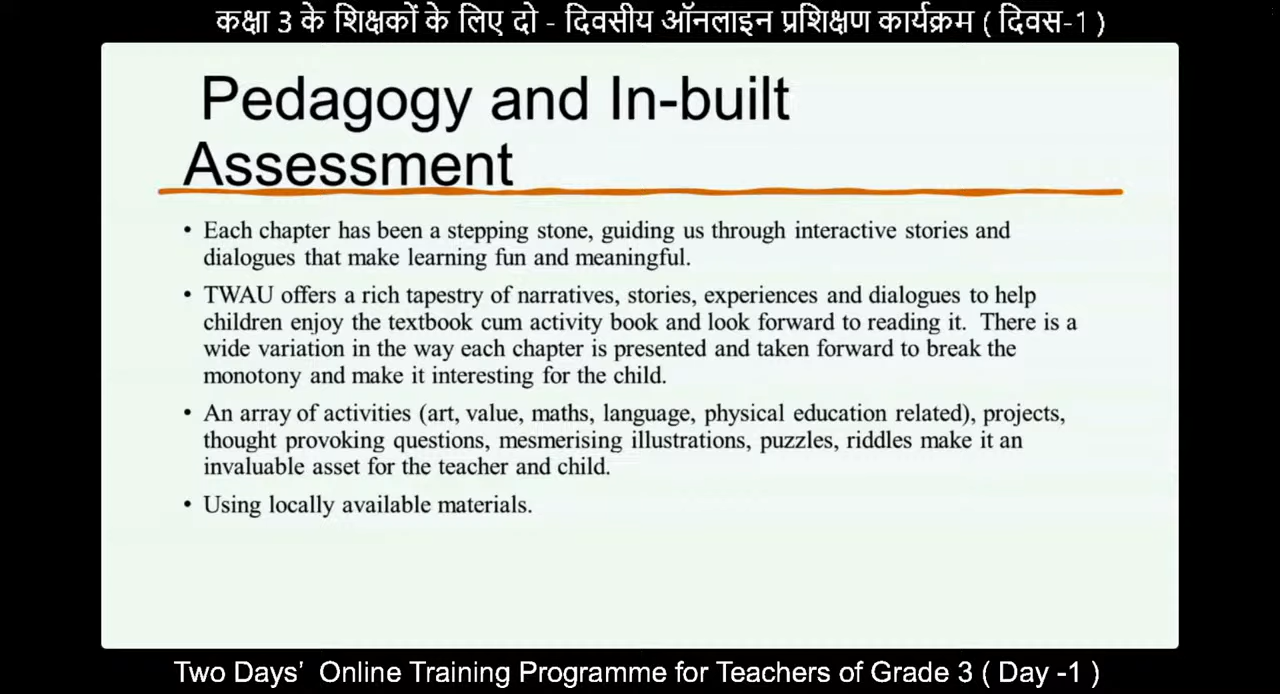 कक्षा 3 के शिक्षकों के लिए दो - दिवसीय ऑनलाइन प्रशिक्षण कार्यक्रम ( दिवस-1 )
Pedagogy and In-built
Assessment
• Each chapter has been a stepping stone, guiding us through interactive stories and
dialogues that make learning fun and meaningful.
• TWAU offers a rich tapestry of narratives, stories, experiences and dialogues to help
children enjoy the textbook cum activity book and look forward to reading it. There is a
wide variation in the way each chapter is presented and taken forward to break the
monotony and make it interesting for the child.
• An array of activities (art, value, maths, language, physical education related), projects,
thought provoking questions, mesmerising illustrations, puzzles, riddles make it an
invaluable asset for the teacher and child.
• Using locally available materials.
Two Days’ Online Training Programme for Teachers of Grade 3 ( Day -1 )